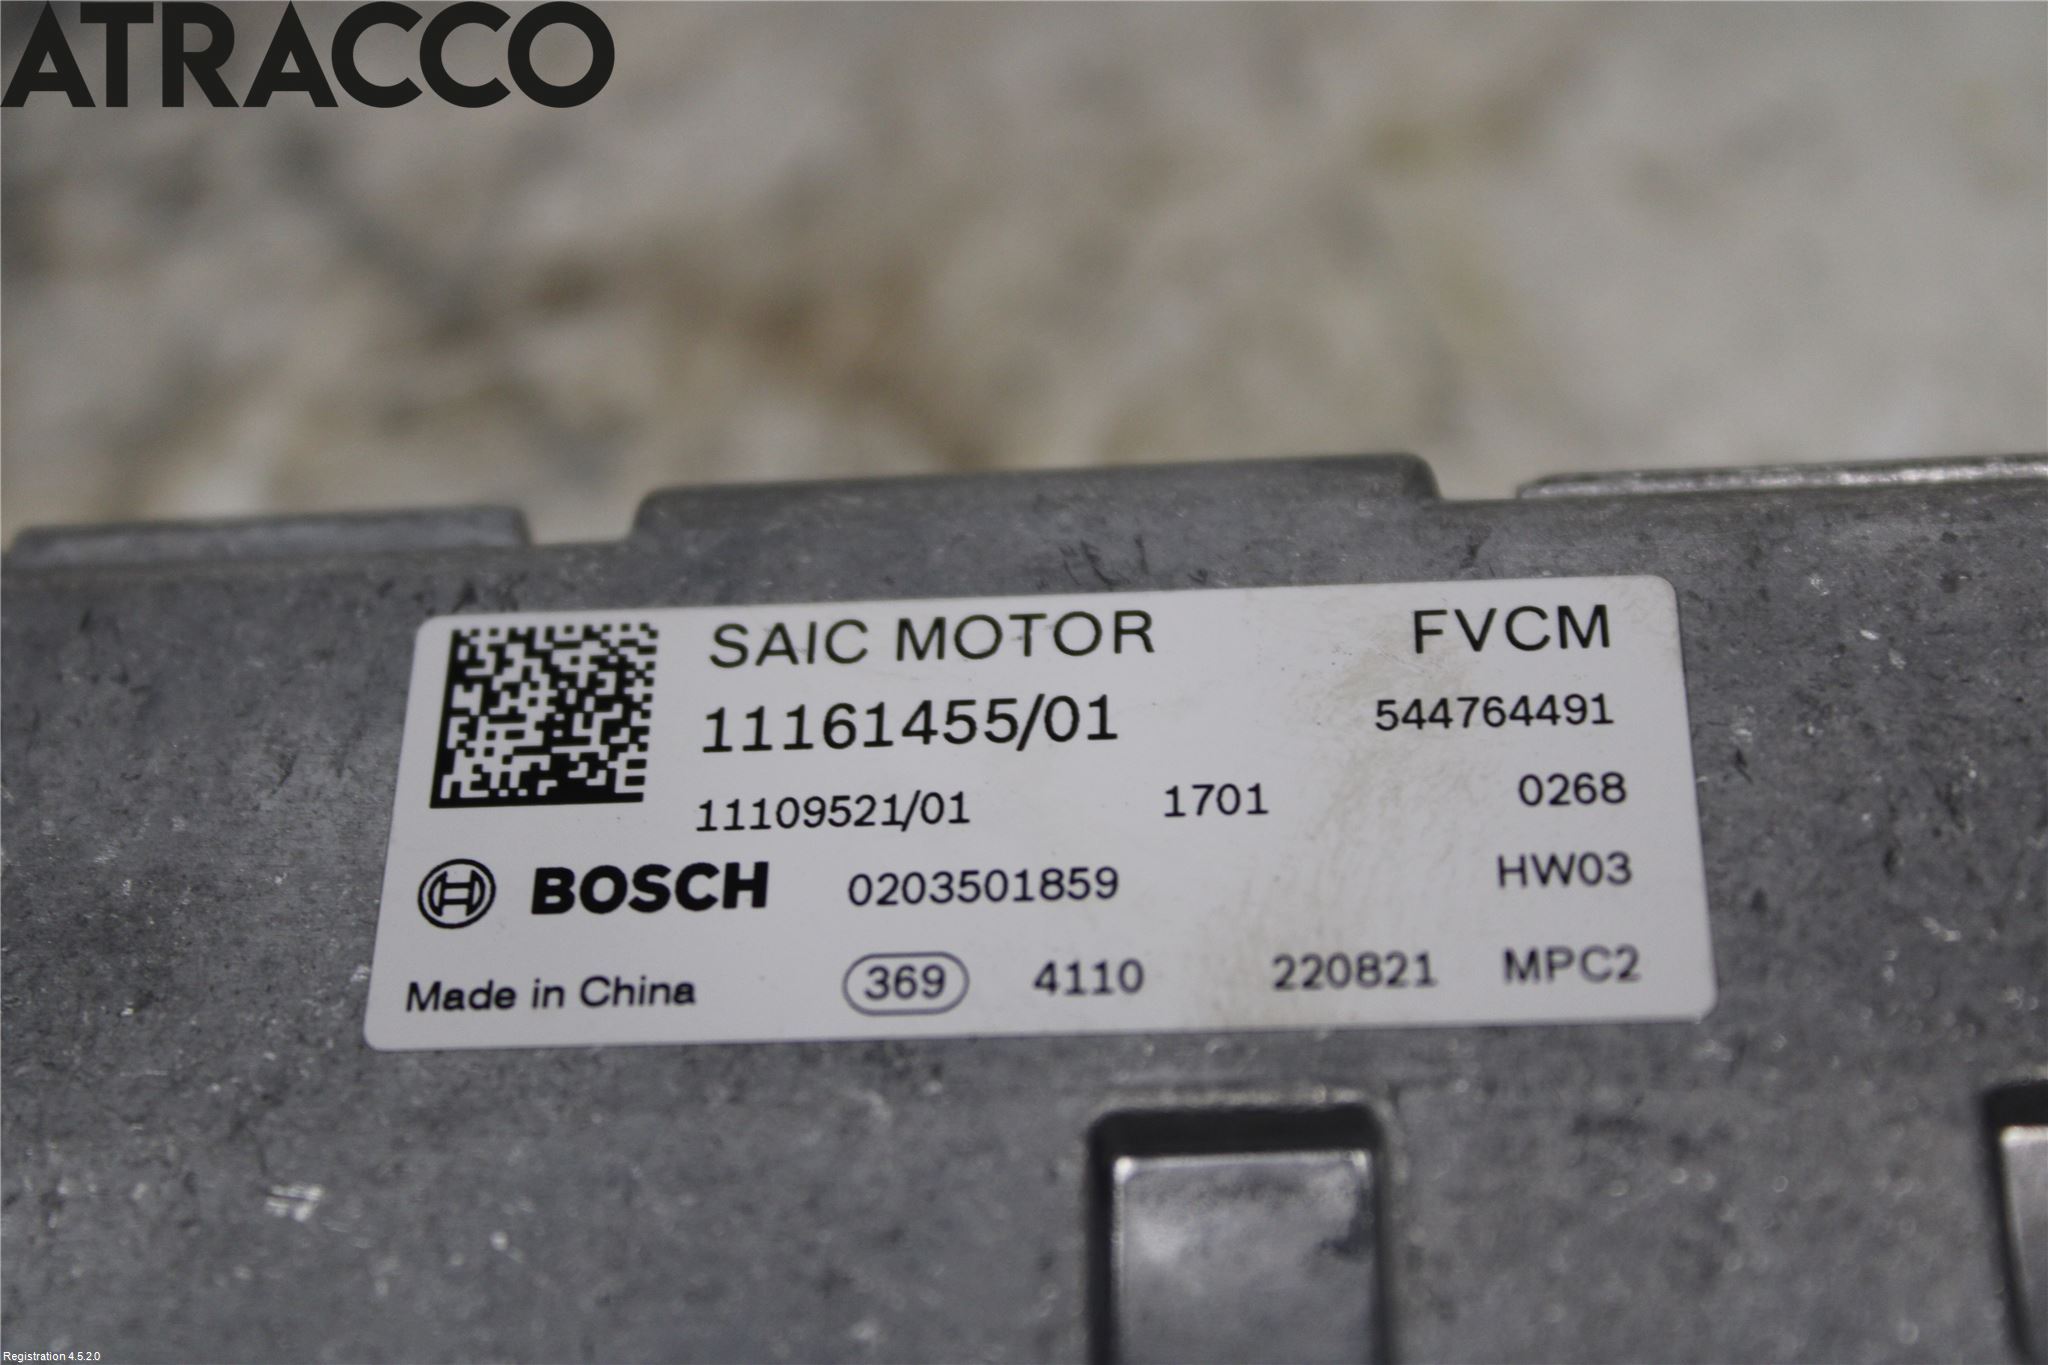 ATRACCO
SAIC MOTOR FVCM
11161455/01 544764491
11109521/01 1701 0268
BOSCH 0203501859 HW03
Made in China 369 4110 220821 MPC2
Registration 4.5.2.0